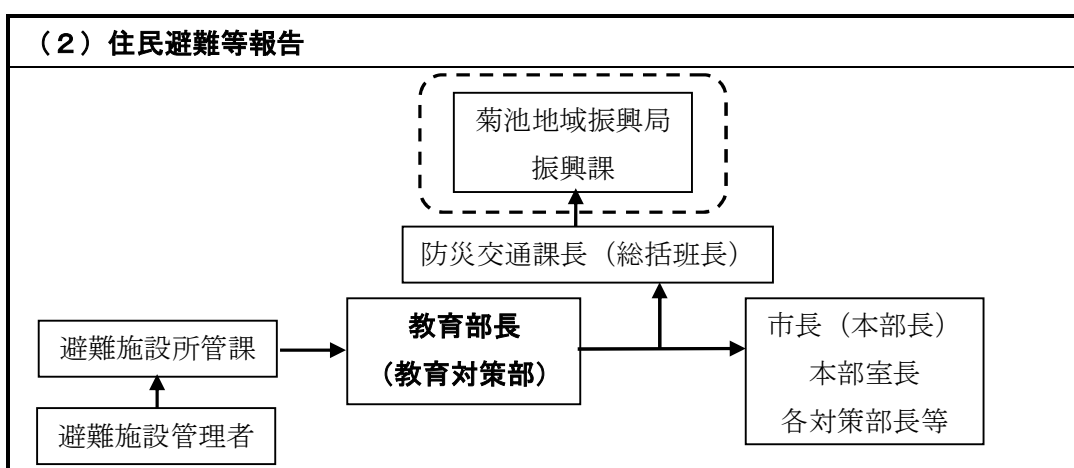 （２）住民避難等報告
菊池地域振興局
振興課
防災交通課長（総括班長）
避難施設所管課
避難施設管理者
教育部長
（教育対策部）
市長（本部長）
本部室長
各対策部長等